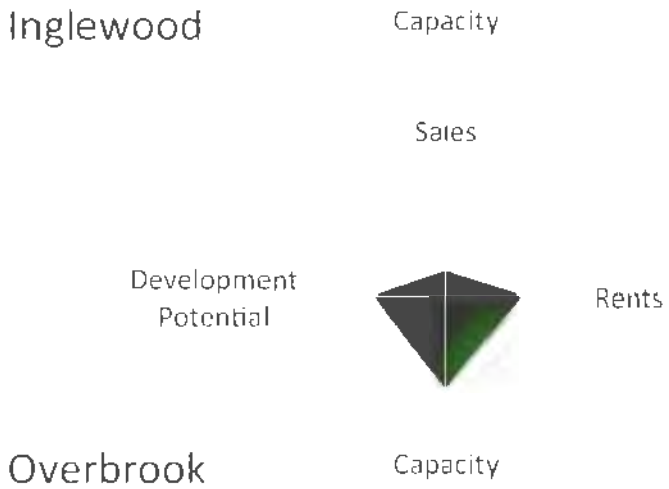 Inglewood
Capacity
Sales
Development
Potential
Rents
Overbrook
Capacity